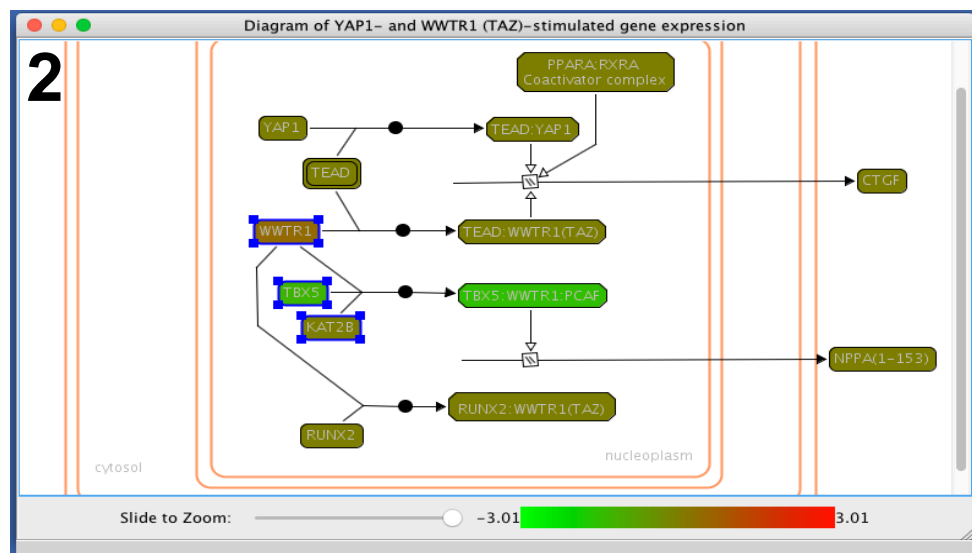 Diagram of YAP1- and WWTR1 (TAZ)-stimulated gene expression
2
PPARA:RXRA
Coactivator complex
YAP1
TEAD:YAP1
TEAD
CTGF
WWTR1
TEAD:WWTR1(TAZ)
TBX5
TBX5:WWTR1:PCAF
KAT2B
NPPA(1-153)
RUNX2:WWTR1(TAZ)
RUNX2
nucleoplasm
cytosol
Slide to Zoom:
-3.01
3.01